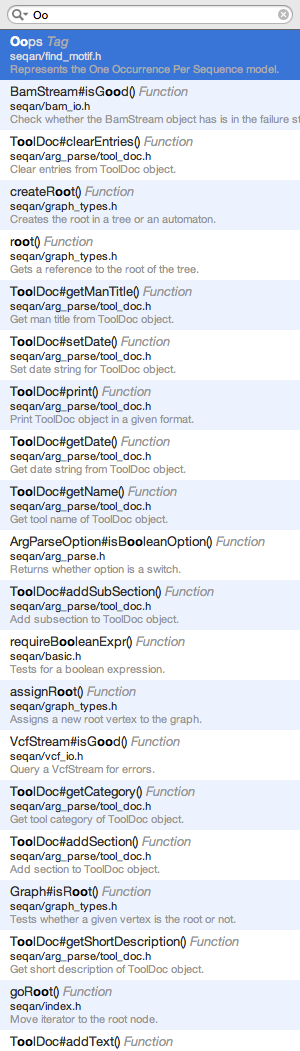 Oo
Oops Tag
seqan/find_motif.h
Represents the One Occurrence Per Sequence model.
BamStream#isGood() Function
seqan/bam_io.h
Check whether the BamStream object has is in the failure st
ToolDoc#clearEntries() Function
seqan/arg_parse/tool_doc.h
Clear entries from ToolDoc object.
createRoot() Function
seqan/graph_types.h
Creates the root in a tree or an automaton.
root() Function
seqan/graph_types.h
Gets a reference to the root of the tree.
ToolDoc#getManTitle() Function
seqan/arg_parse/tool_doc.h
Get man title from ToolDoc object.
ToolDoc#setDate() Function
seqan/arg_parse/tool_doc.h
Set date string for ToolDoc object.
ToolDoc#print() Function
seqan/arg_parse/tool_doc.h
Print ToolDoc object in a given format.
ToolDoc#getDate() Function
seqan/arg_parse/tool_doc.h
Get date string from ToolDoc object.
ToolDoc#getName() Function
seqan/arg_parse/tool_doc.h
Get tool name of ToolDoc object.
ArgParseOption#isBooleanOption() Function
seqan/arg_parse.h
Returns whether option is a switch.
ToolDoc#addSubSection() Function
seqan/arg_parse/tool_doc.h
Add subsection to ToolDoc object.
requireBooleanExpr() Function
seqan/basic.h
Tests for a boolean expression.
assignRoot() Function
seqan/graph_types.h
Assigns a new root vertex to the graph.
VcfStream#isGood() Function
seqan/vcf_io.h
Query a VcfStream for errors.
ToolDoc#getCategory() Function
seqan/arg_parse/tool_doc.h
Get tool category of ToolDoc object.
ToolDoc#addSection() Function
seqan/arg_parse/tool_doc.h
Add section to ToolDoc object.
Graph#isRoot() Function
seqan/graph_types.h
Tests whether a given vertex is the root or not.
ToolDoc#getShortDescription() Function
seqan/arg_parse/tool_doc.h
Get short description of ToolDoc object.
goRoot() Function
seqan/index.h
Move iterator to the root node.
ToolDoc#addText() Function